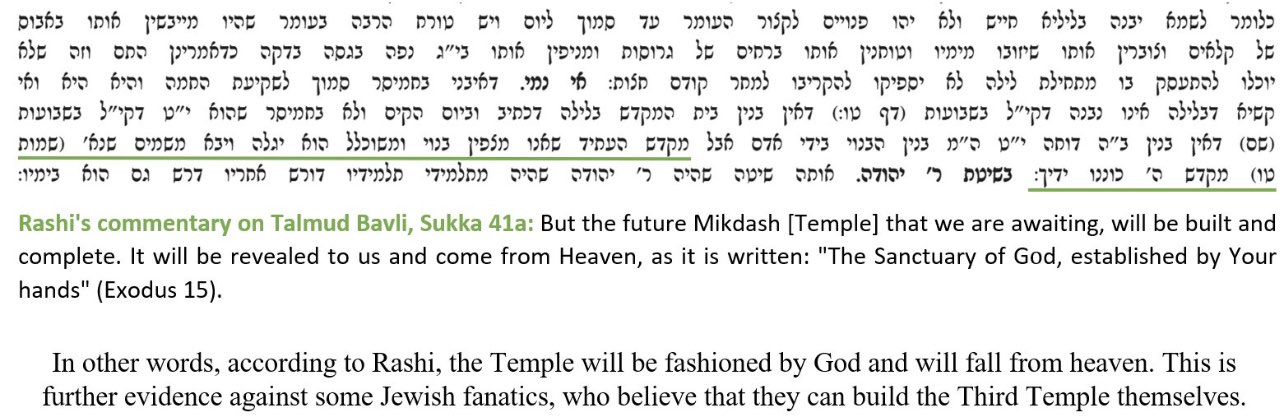 כלומר לשמא יבנה בליליא חיישי ולא יהו פנויים לקצור העומר עד סמוך ליום ויש טורח הרבה בעומר שהיו מייבשין אותו באבוב
של קלאים וצוברין אותו שיזובו מימיו וטוחנין אותו ברחים של גרוסות ומניפין אותו בי״ג נפה בגסה בדקה כדאמרינן התם וזה שלא
יוכלו להתעסק בו מתחילת לילה לא יספיקו להקריבו למחר קודם חצות: אי נמי. דאיבני בחמיסר סמוך לשקיעת החמה והיא היא ואי
קשיא דבלילה אינו נבנה דקי״ל בשבועות (דף טו:) דאין בנין בית המקדש בלילה דכתיב וביום הקים ולא בחמיסר שהוא י״ט דקי״ל בשבועות
(שם) דאין בנין ב״ה דוחה י״ט ה״מ בנין הבנוי בידי אדם אבל מקדש העתיד שאנו מצפין בנוי ומשוכלל הוא יגלה ויבא משמים שנא׳ (שמות
טו) מקדש ה׳ כוננו ידיך: בשיטת ר׳ יהודה. אותה שיטה שהיה ר׳ יהודה שהיה מתלמידי תלמידיו דורש אחריו דרש גם הוא בימיו:
Rashi's commentary on Talmud Bavli, Sukka 41a: But the future Mikdash [Temple] that we are awaiting, will be built and
complete. It will be revealed to us and come from Heaven, as it is written: "The Sanctuary of God, established by Your
hands" (Exodus 15).
In other words, according to Rashi, the Temple will be fashioned by God and will fall from heaven. This is
further evidence against some Jewish fanatics, who believe that they can build the Third Temple themselves.